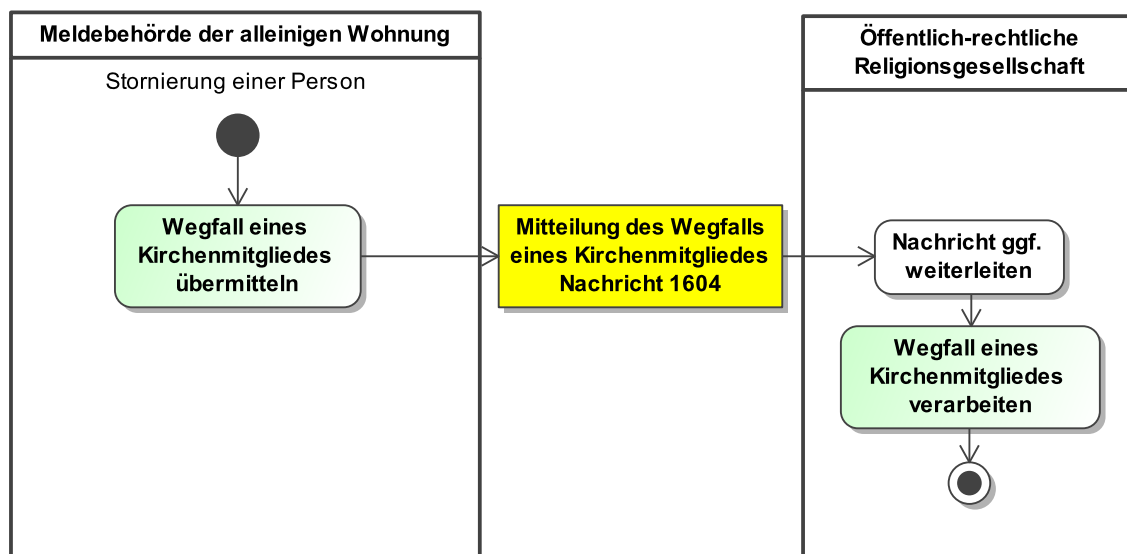 Meldebehörde der alleinigen Wohnung
Stornierung einer Person
Wegfall eines
Kirchenmitgliedes
übermitteln
Mitteilung des Wegfalls
eines Kirchenmitgliedes
Nachricht 1604
Öffentlich-rechtliche
Religionsgesellschaft
Nachricht ggf.
weiterleiten
Wegfall eines
Kirchenmitgliedes
verarbeiten